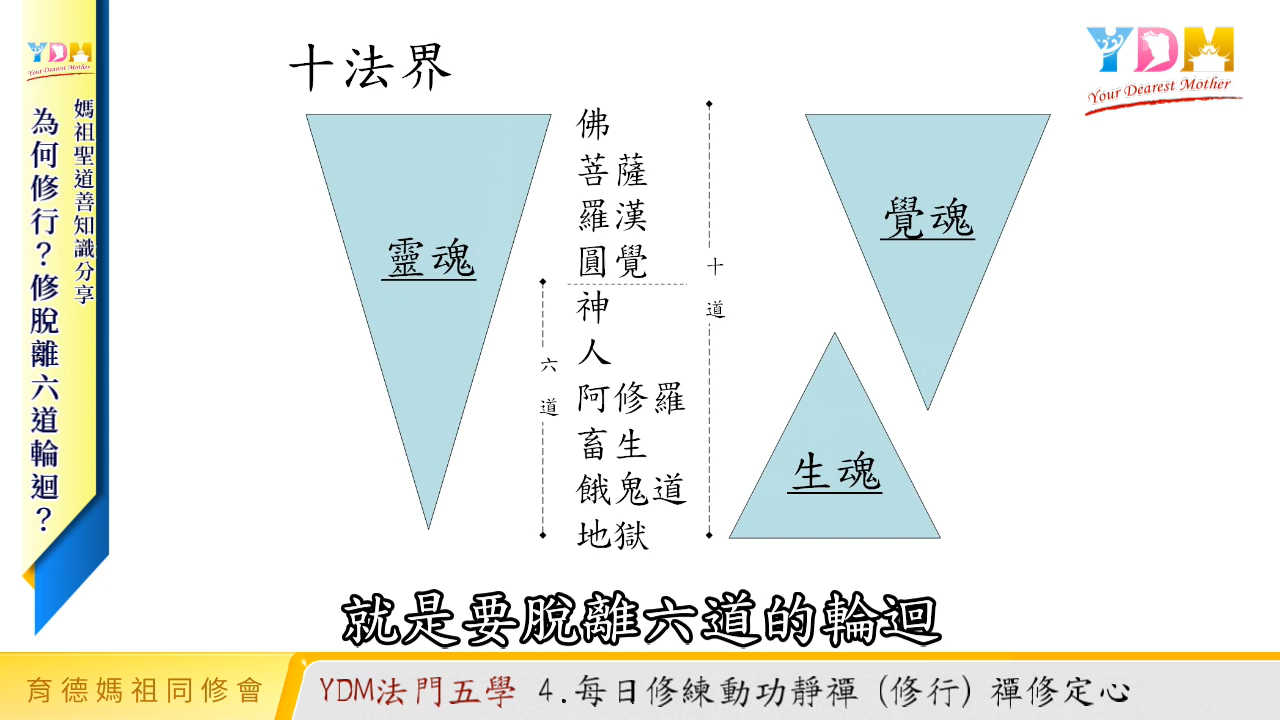 YDM
Your Dearest Mother
媽祖聖道善知識分享
為何修行？修脫離六道輪迴？
十法界
YDM
Your Dearest Mother
靈魂
佛
菩薩
羅漢
圓覺
神
人
阿修羅
畜生
餓鬼道
地獄
六道
十道
覺魂
生魂
就是要脫離六道的輪迴
育德媽祖同修會
YDM法門五學 4.每日修練動功靜禪 (修行) 禪修定心